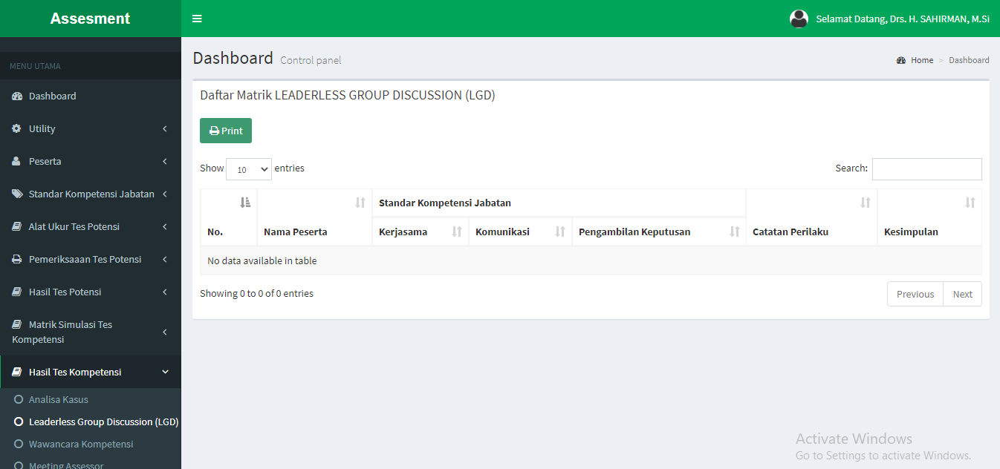 Assesment
Selamat Datang, Drs. H. SAHIRMAN, M.Si
MENU UTAMA
Dashboard
Utility
Peserta
Standar Kompetensi Jabatan
Alat Ukur Tes Potensi
Pemeriksaaan Tes Potensi
Hasil Tes Potensi
Matrik Simulasi Tes
Kompetensi
Hasil Tes Kompetensi
Analisa Kasus
Leaderless Group Discussion (LGD)
Wawancara Kompetensi
Meeting Assessor
Dashboard Control panel
Home > Dashboard
Daftar Matrik LEADERLESS GROUP DISCUSSION (LGD)
Print
Show 10 entries
Search:
Standar Kompetensi Jabatan
No. Nama Peserta Kerjasama Komunikasi Pengambilan Keputusan Catatan Perilaku Kesimpulan
No data available in table
Showing 0 to 0 of 0 entries
Previous Next
Activate Windows
Go to Settings to activate Windows.